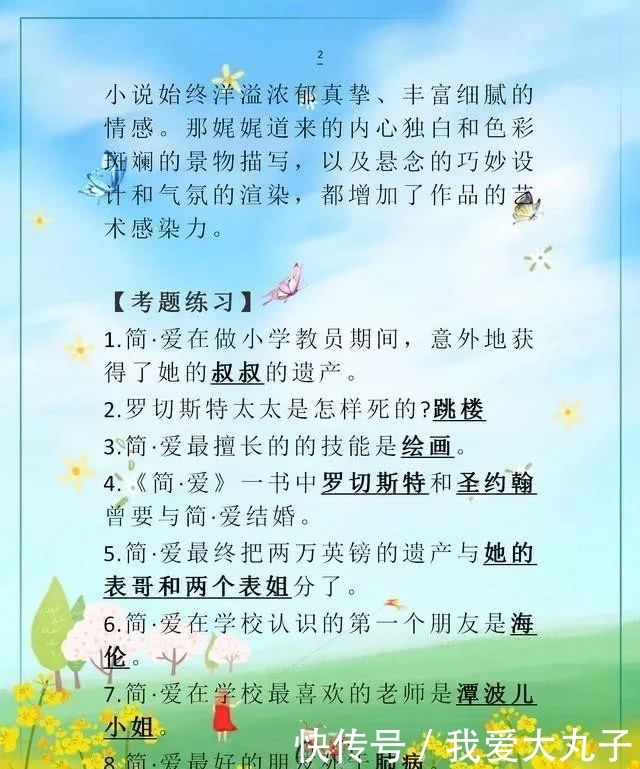 2
小说始终洋溢浓郁真挚、丰富细腻的
情感。那娓娓道来的内心独白和色彩
斑斓的景物描写，以及悬念的巧妙设
计和气氛的渲染，都增加了作品的艺
术感染力。
【考题练习】
1.简·爱在做小学教员期间，意外地获
得了她的叔叔的遗产。
2.罗切斯特太太是怎样死的?跳楼
3.简·爱最擅长的的技能是绘画。
4.《简·爱》一书中罗切斯特和圣约翰
曾要与简·爱结婚。
5.简·爱最终把两万英镑的遗产与她的
表哥和两个表姐分了。
6.简·爱在学校认识的第一个朋友是海
伦。
7.简·爱在学校最喜欢的老师是潭波儿
小姐。
8.简·爱最好的朋友死于肺病。
快传号 / 我爱大丸子